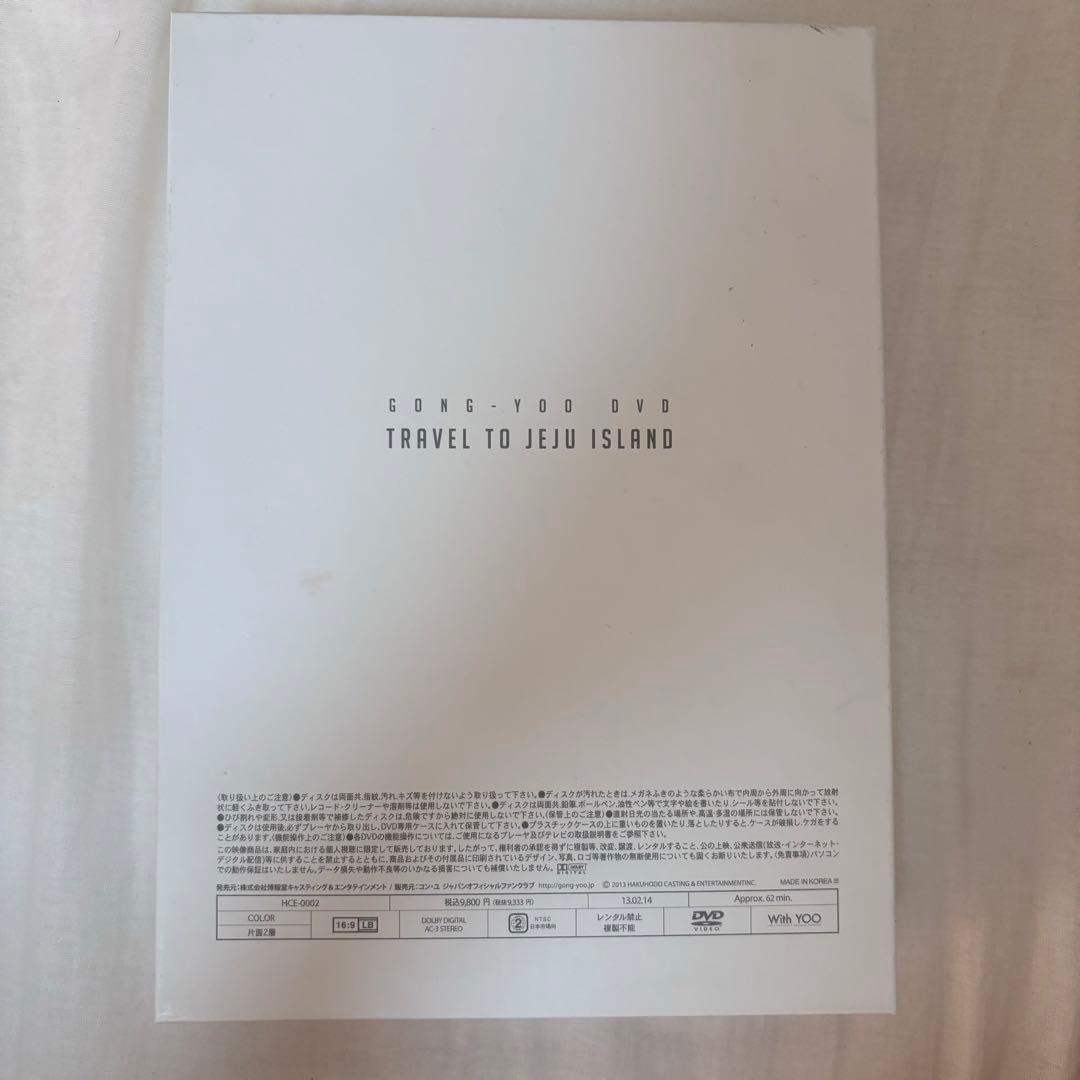 GONG-YOO DVD
TRAVEL TO JEJU ISLAND
〈取り扱い上のご注意〉●ディスクは両面共、指紋、汚れ、キズ等を付けないよう取り扱って下さい。●ディスクが汚れたときは、メガネふきのような柔らかい布で内周から外周に向かって放射
状に軽くふき取って下さい。レコード・クリーナーや溶剤等は使用しないで下さい。●ディスクは両面共、鉛筆、ボールペン、油性ペン等で文字や絵を書いたり、シール等を貼付しないで下さい。
●ひび割れや変形、又は接着剤等で補修したディスクは、危険ですから絶対に使用しないで下さい。〈保管上のご注意〉●直射日光の当たる場所や、高温・多湿の場所には保管しないで下さい。
●ディスクは使用後、必ずプレーヤから取り出し、DVD専用ケースに入れて保管して下さい。●プラスチックケースの上に重いものを置いたり、落としたりすると、ケースが破損し、ケガをする
ことがあります。〈機能操作上のご注意〉●各DVDの機能操作については、ご使用になるプレーヤ及びテレビの取扱説明書をご参照下さい。
この映像商品は、家庭内における個人視聴に限定して販売しております。したがって、権利者の承認を得ずに複製等、改変、譲渡、レンタルすること、公の上映、公衆送信(放送・インターネット・
デジタル配信)等に供することを禁止するとともに、商品およびその付属品に印刷されているデザイン、写真、ロゴ等著作物の無断使用についても固くお断りいたします。〈免責事項〉パソコン
での動作保証はいたしません。データ損失や動作不良等のいかなる損害についても補償いたしません。 DOLBY DIGITAL
発売元：株式会社博報堂キャスティング＆エンタテインメント / 販売元：コン・ユ ジャパンオフィシャルファンクラブ http://gong-yoo.jp © 2013 HAKUHODO CASTING & ENTERTAINMENTINC. MADE IN KOREA
HCE-0002 税込9,800 円 (税抜9,333 円) 13.02.14 Approx. 62 min.
COLOR
片面2層
16:9 LB
DOLBY DIGITAL
AC-3 STEREO
2
NTSC
日本市場向
レンタル禁止
複製不能
DVD
VIDEO
With YOO